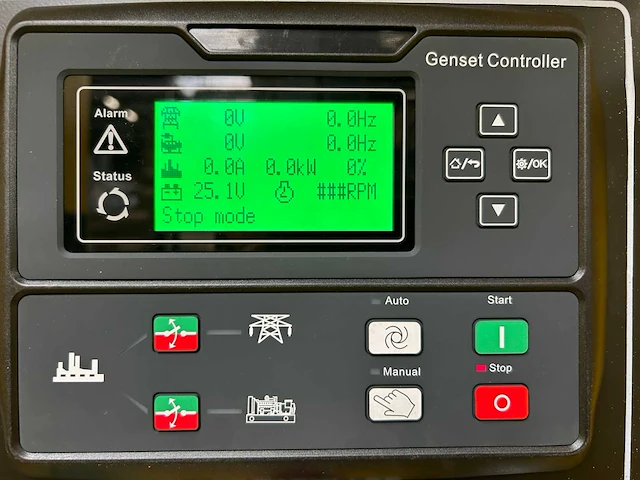 Genset Controller
Alarm
Status
0V 0.0Hz
0V 0.0Hz
0.0A 0.0kW 0%
25.1V ###RPM
Stop mode
/OK
Auto
Start
Manual
Stop